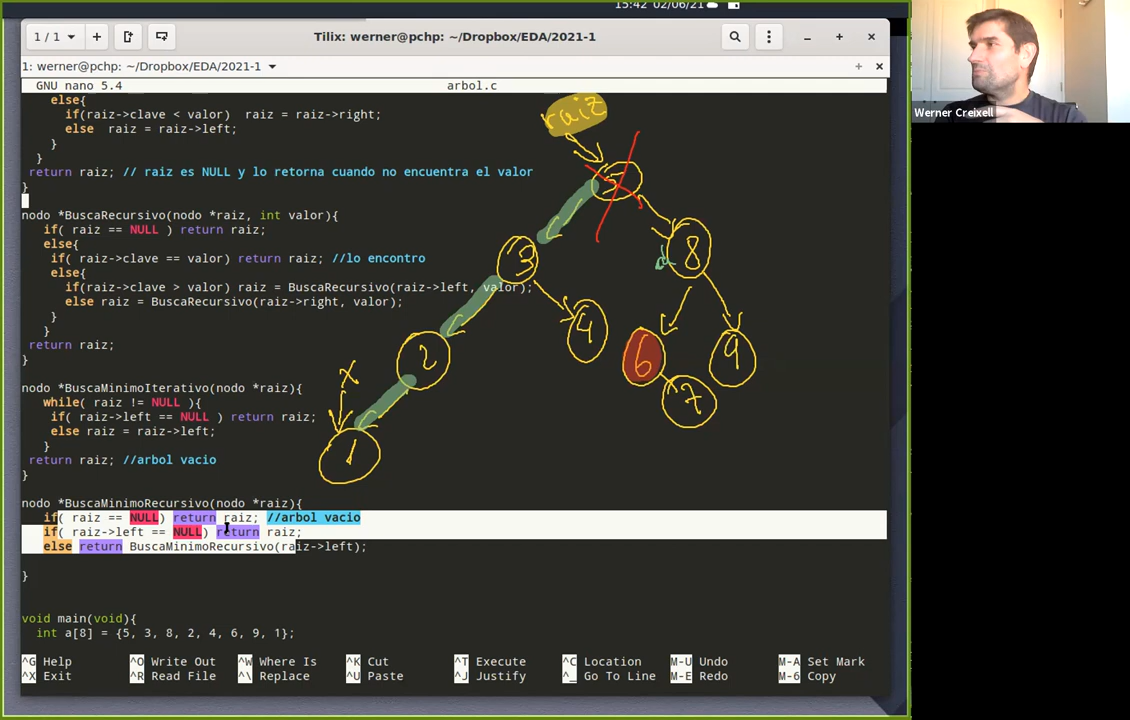 15:42 02/06/21
1 / 1
Tilix: werner@pchp: ~/Dropbox/EDA/2021-1
1: werner@pchp: ~/Dropbox/EDA/2021-1
GNU nano 5.4 arbol.c
else{
if(raiz->clave < valor) raiz = raiz->right;
else raiz = raiz->left;
}
}
return raiz; // raiz es NULL y lo retorna cuando no encuentra el valor
}
nodo *BuscaRecursivo(nodo *raiz, int valor){
if( raiz == NULL ) return raiz;
else{
if( raiz->clave == valor) return raiz; //lo encontro
else{
if(raiz->clave > valor) raiz = BuscaRecursivo(raiz->left, valor);
else raiz = BuscaRecursivo(raiz->right, valor);
}
}
return raiz;
}
nodo *BuscaMinimoIterativo(nodo *raiz){
while( raiz != NULL ){
if( raiz->left == NULL ) return raiz;
else raiz = raiz->left;
}
return raiz; //arbol vacio
}
nodo *BuscaMinimoRecursivo(nodo *raiz){
if( raiz == NULL) return raiz; //arbol vacio
if( raiz->left == NULL) return raiz;
else return BuscaMinimoRecursivo(raiz->left);
}
void main(void){
int a[8] = {5, 3, 8, 2, 4, 6, 9, 1};
^G Help ^O Write Out ^W Where Is ^K Cut ^T Execute ^C Location M-U Undo M-A Set Mark
^X Exit ^R Read File ^\ Replace ^U Paste ^J Justify ^_ Go To Line M-E Redo M-6 Copy
raiz
5
3
8
d
2
4
6
9
x
7
1
Werner Creixell